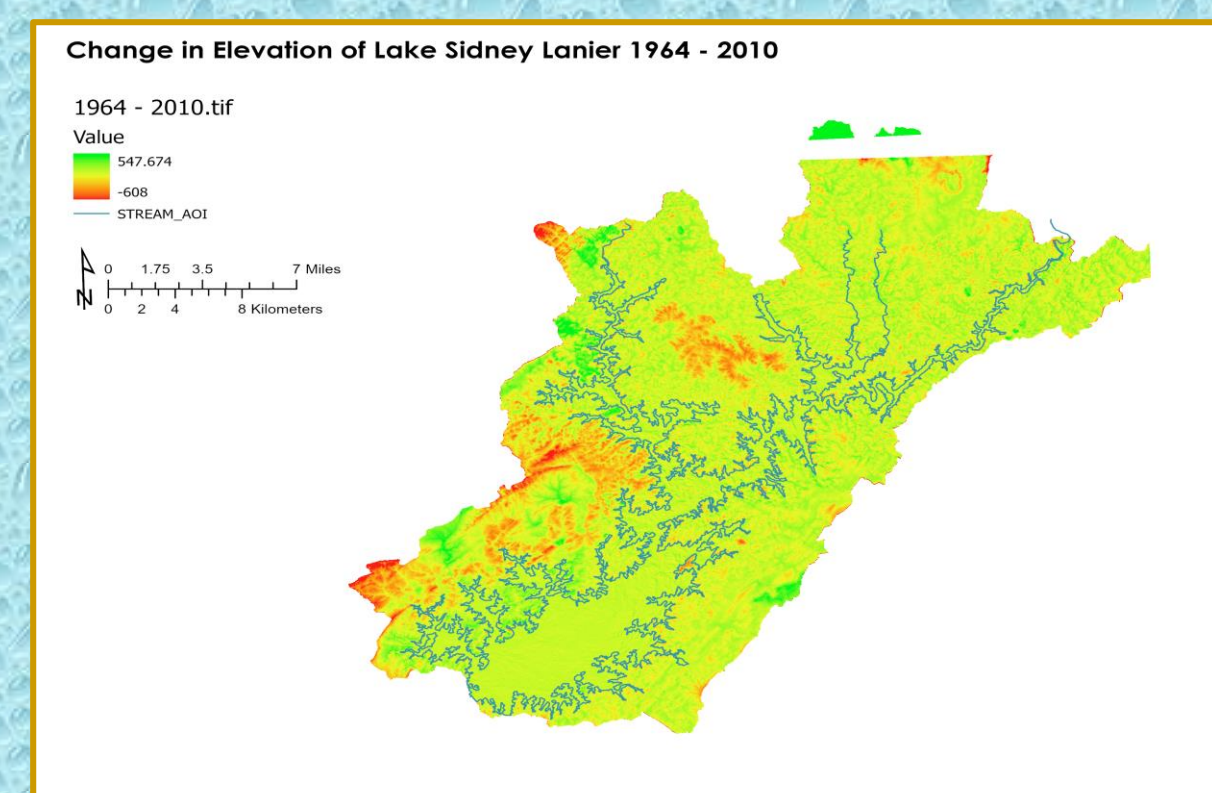 Change in Elevation of Lake Sidney Lanier 1964 - 2010
1964 - 2010.tif
Value
547.674
-608
STREAM_AOI
N
0 1.75 3.5 7 Miles
0 2 4 8 Kilometers